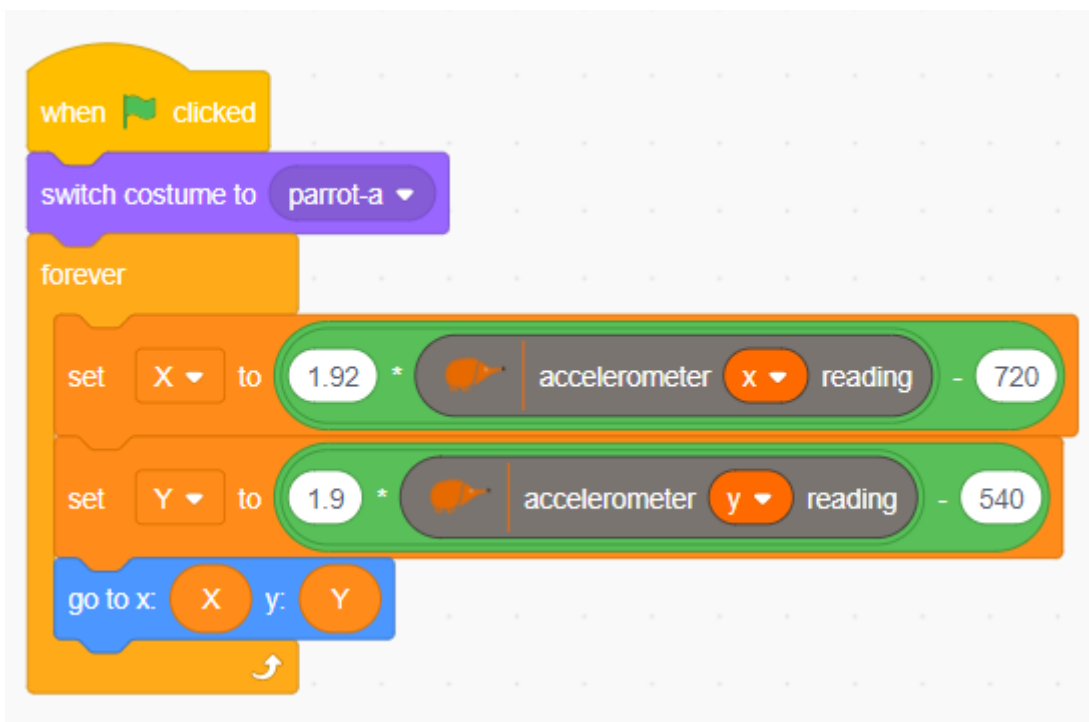 when clicked
switch costume to parrot-a
forever
set X to 1.92 * accelerometer x reading - 720
set Y to 1.9 * accelerometer y reading - 540
go to x: X y: Y